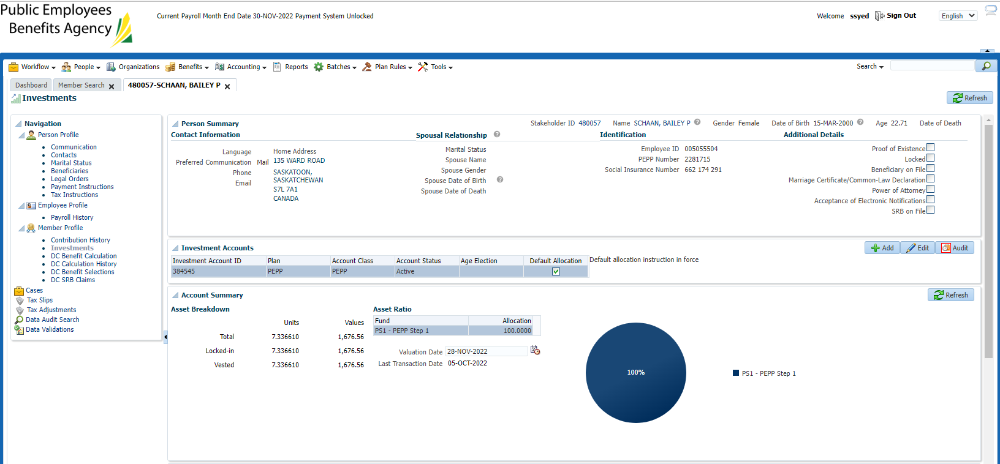 Public Employees
Benefits Agency
Current Payroll Month End Date 30-NOV-2022 Payment System Unlocked
Welcome ssyed Sign Out English
Workflow People Organizations Benefits Accounting Reports Batches Plan Rules Tools Search
Dashboard Member Search 480057-SCHAAN, BAILEY P
Investments
Refresh
Navigation
Person Profile
Communication
Contacts
Marital Status
Beneficiaries
Legal Orders
Payment Instructions
Tax Instructions
Employee Profile
Payroll History
Member Profile
Contribution History
Investments
DC Benefit Calculation
DC Calculation History
DC Benefit Selections
DC SRB Claims
Cases
Tax Slips
Tax Adjustments
Data Audit Search
Data Validations
Person Summary
Stakeholder ID 480057 Name SCHAAN, BAILEY P Gender Female Date of Birth 15-MAR-2000 Age 22.71 Date of Death
Contact Information
Language
Preferred Communication Mail
Phone
Email
Home Address
135 WARD ROAD
SASKATOON,
SASKATCHEWAN
S7L 7A1
CANADA
Spousal Relationship
Marital Status
Spouse Name
Spouse Gender
Spouse Date of Birth
Spouse Date of Death
Identification
Employee ID 005055504
PEPP Number 2281715
Social Insurance Number 662 174 291
Additional Details
Proof of Existence
Locked
Beneficiary on File
Marriage Certificate/Common-Law Declaration
Power of Attorney
Acceptance of Electronic Notifications
SRB on File
Investment Accounts
Add Edit Audit
Investment Account ID Plan Account Class Account Status Age Election Default Allocation
384545 PEPP PEPP Active
Default allocation instruction in force
Account Summary
Refresh
Asset Breakdown
Units Values
Total 7.336610 1,676.56
Locked-in 7.336610 1,676.56
Vested 7.336610 1,676.56
Asset Ratio
Fund Allocation
PS1 - PEPP Step 1 100.0000
Valuation Date 28-NOV-2022
Last Transaction Date 05-OCT-2022
100%
PS1 - PEPP Step 1